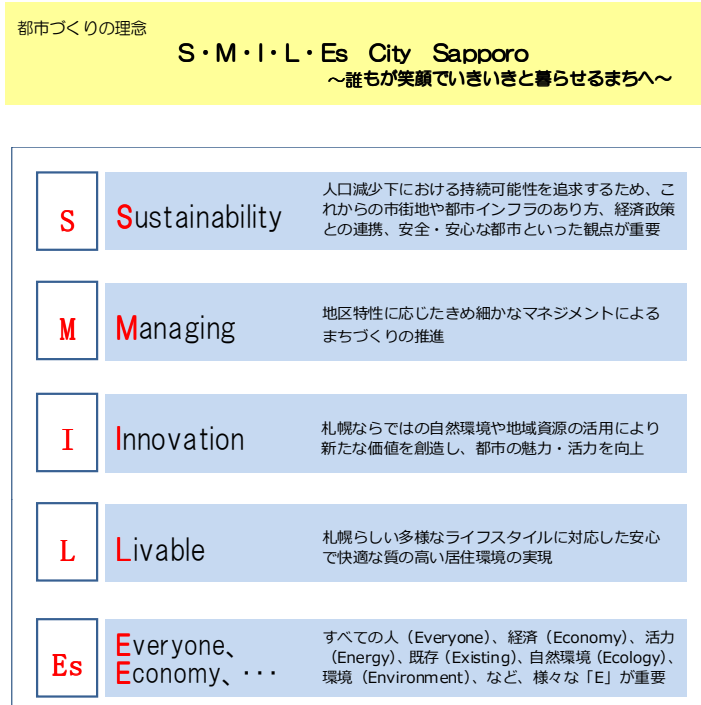 都市づくりの理念
S・M・I・L・Es City Sapporo
～誰もが笑顔でいきいきと暮らせるまちへ～
S
Sustainability
人口減少下における持続可能性を追求するため、こ
れからの市街地や都市インフラのあり方、経済政策
との連携、安全・安心な都市といった観点が重要
M
Managing
地区特性に応じたきめ細かなマネジメントによる
まちづくりの推進
I
Innovation
札幌ならではの自然環境や地域資源の活用により
新たな価値を創造し、都市の魅力・活力を向上
L
Livable
札幌らしい多様なライフスタイルに対応した安心
で快適な質の高い居住環境の実現
Es
Everyone、
Economy、・・・
すべての人（Everyone）、経済（Economy）、活力
（Energy）、既存（Existing）、自然環境（Ecology）、
環境（Environment）、など、様々な「E」が重要